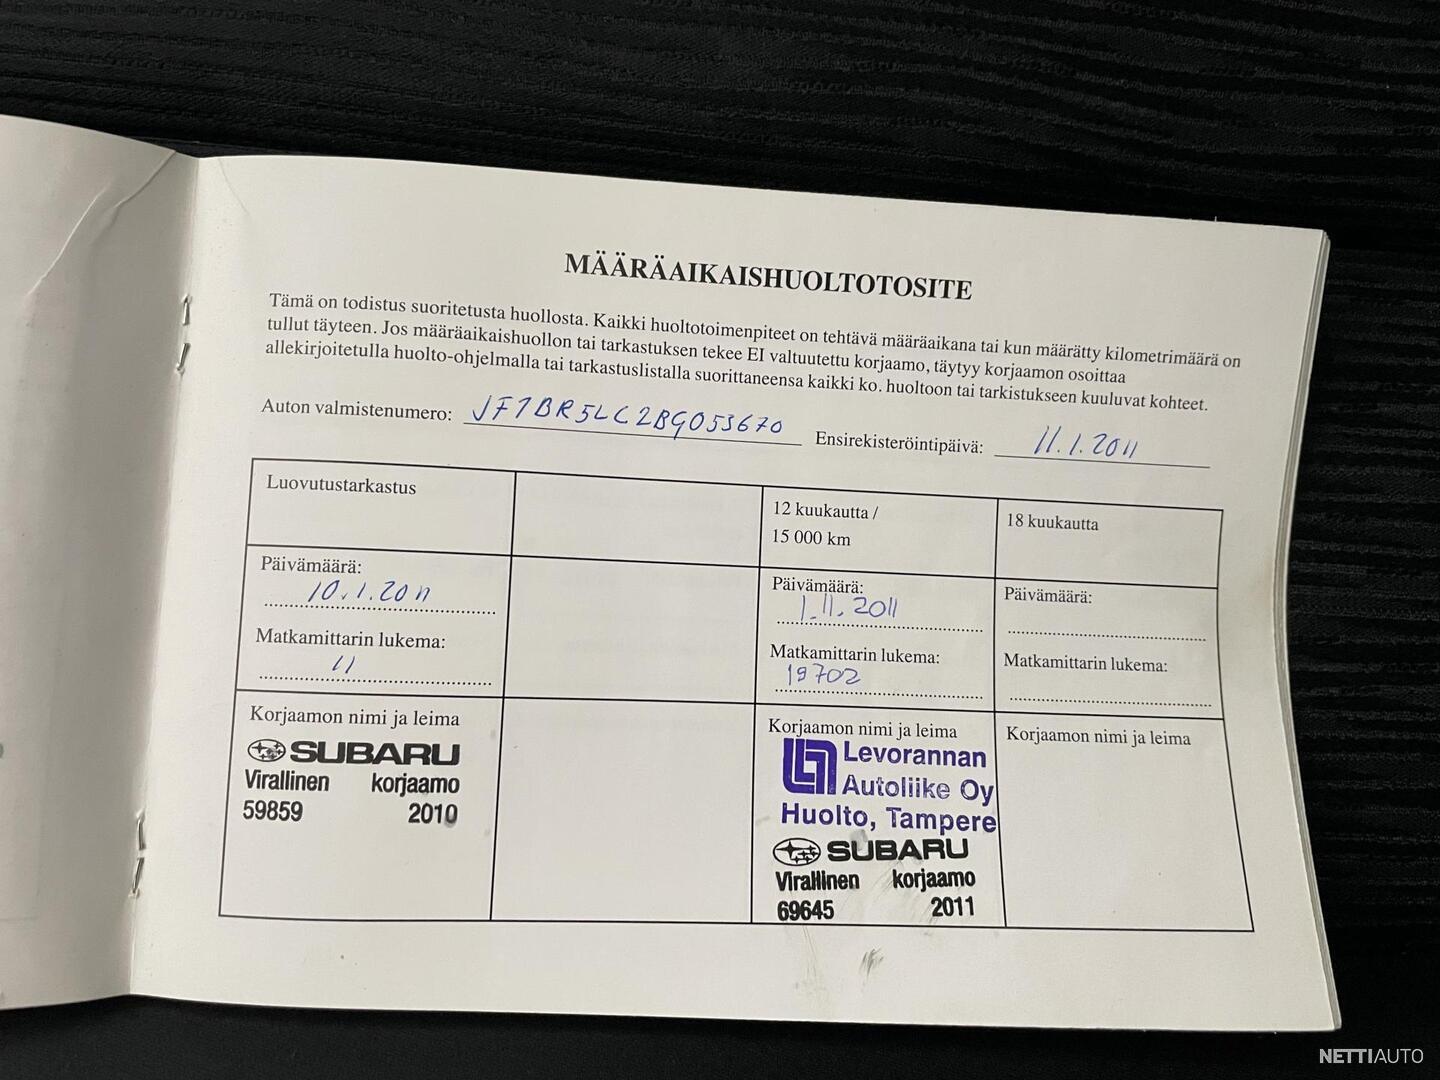 MÄÄRÄAIKAISHUOLTOTOSITE
Tämä on todistus suoritetusta huollosta. Kaikki huoltotoimenpiteet on tehtävä määräaikana tai kun määrätty kilometrimäärä on
tullut täyteen. Jos määräaikaishuollon tai tarkastuksen tekee EI valtuutettu korjaamo, täytyy korjaamon osoittaa
allekirjoitetulla huolto-ohjelmalla tai tarkastuslistalla suorittaneensa kaikki ko. huoltoon tai tarkistukseen kuuluvat kohteet.
Auton valmistenumero: JF1BR5LC2BG053670 Ensirekisteröintipäivä: 11.1.2011
Luovutustarkastus
Päivämäärä:
10.1.2011
Matkamittarin lukema:
11
Korjaamon nimi ja leima
SUBARU
Virallinen korjaamo
59859 2010
12 kuukautta /
15 000 km
Päivämäärä:
1.11.2011
Matkamittarin lukema:
19702
Korjaamon nimi ja leima
Levorannan
Autoliike Oy
Huolto, Tampere
SUBARU
Virallinen korjaamo
69645 2011
18 kuukautta
Päivämäärä:
Matkamittarin lukema:
Korjaamon nimi ja leima
NETTIAUTO